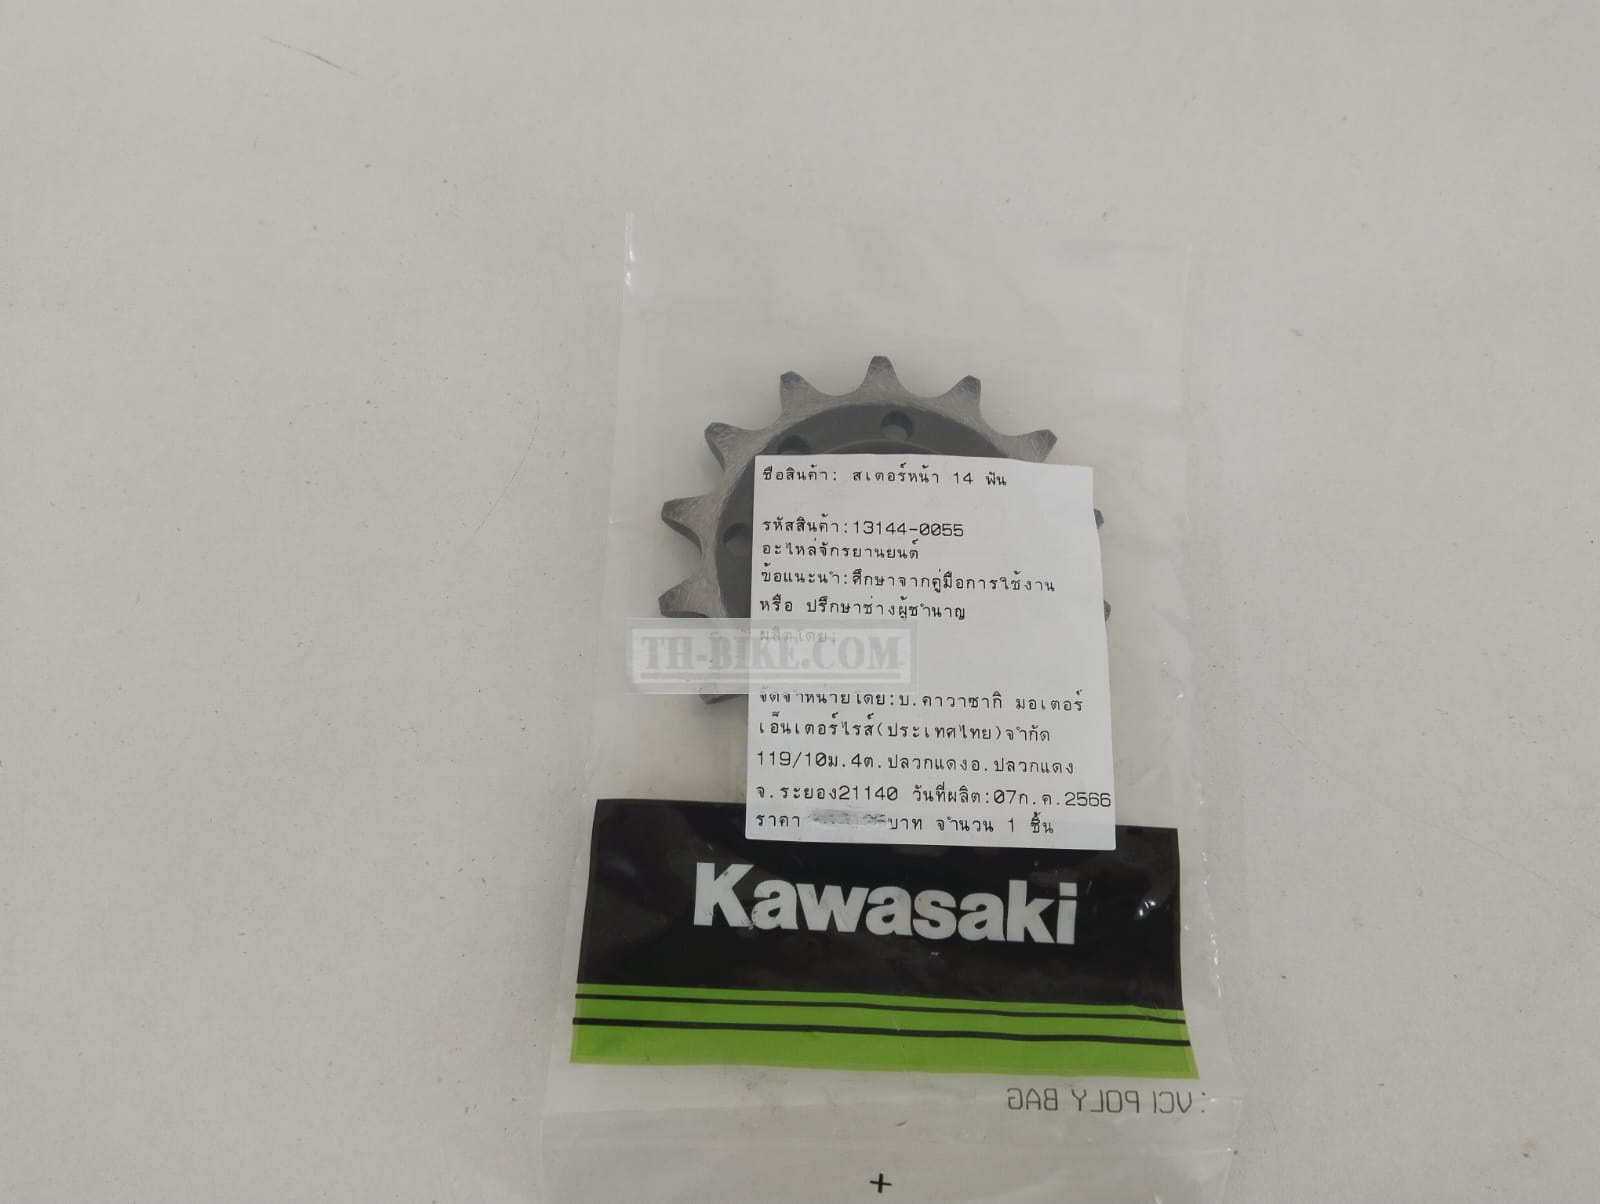 ชื่อสินค้า: สเตอร์หน้า 14 ฟัน
รหัสสินค้า:13144-0055
อะไหล่จักรยานยนต์
ข้อแนะนำ:ศึกษาจากคู่มือการใช้งาน
หรือ ปรึกษาช่างผู้ชำนาญ
ผลิตโดย:
TH-BIKE.COM
จัดจำหน่ายโดย:บ.คาวาซากิ มอเตอร์
เอ็นเตอร์ไรส์(ประเทศไทย)จำกัด
119/10ม.4ต.ปลวกแดงอ.ปลวกแดง
จ.ระยอง21140 วันที่ผลิต:07ก.ค.2566
ราคา บาท จำนวน 1 ชิ้น
Kawasaki
:VCI POLY BAG